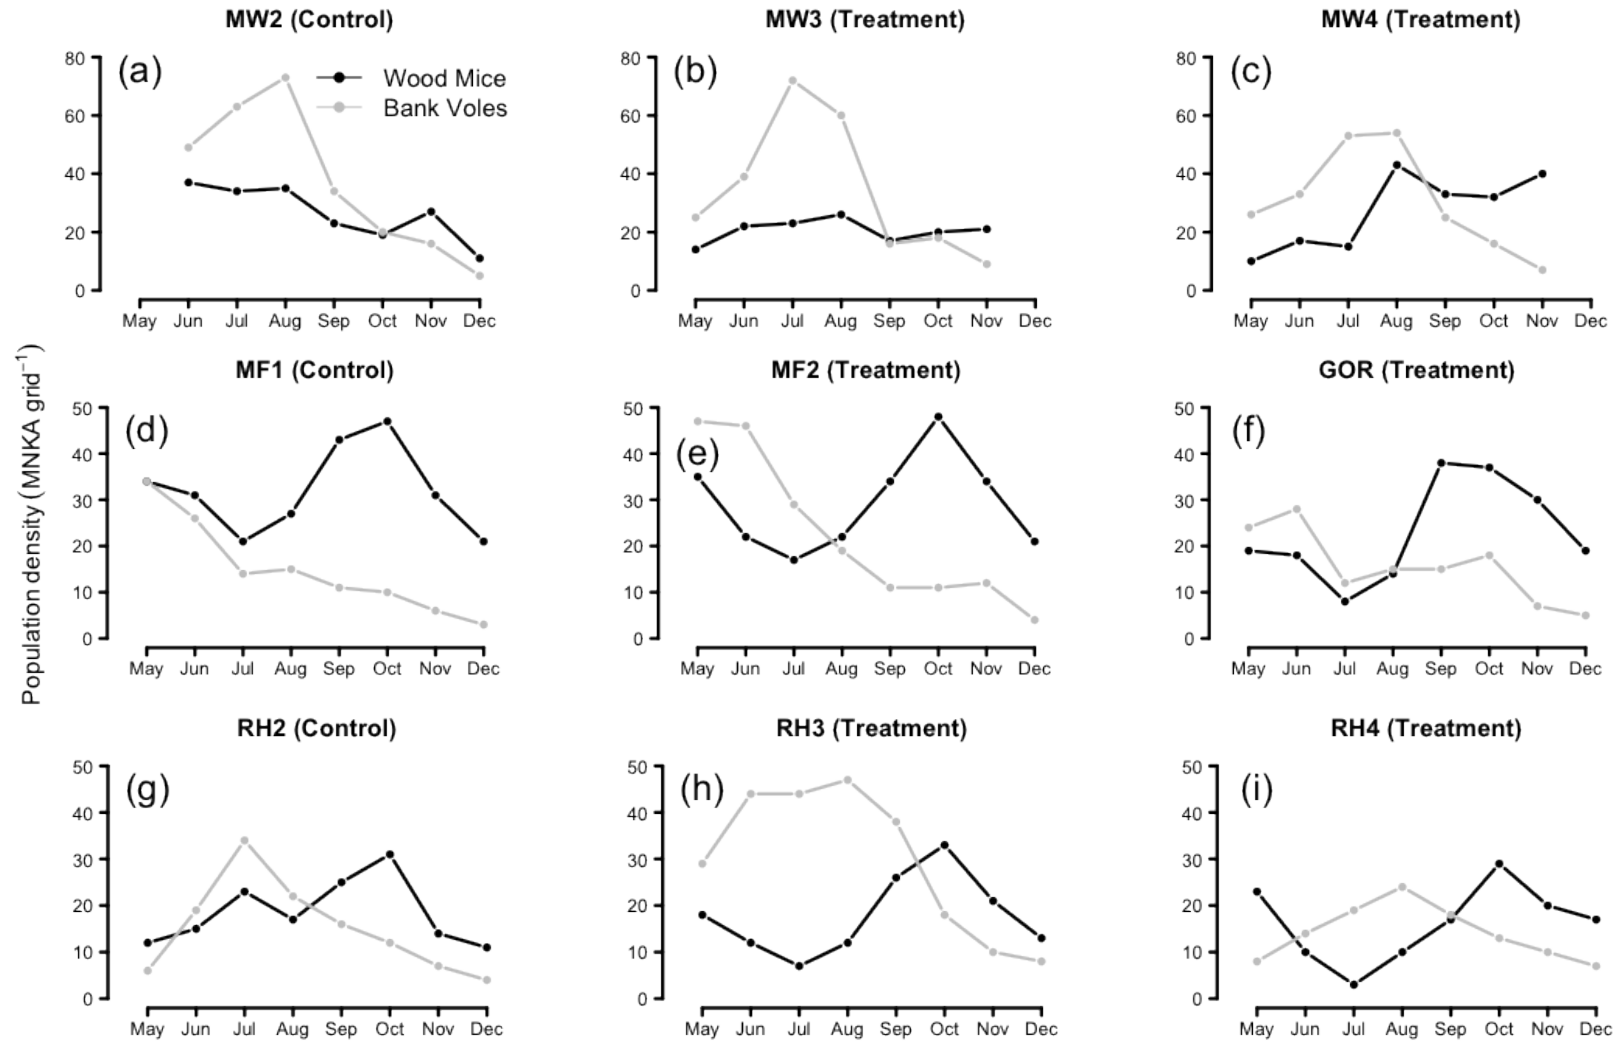 MW2 (Control)
MW3 (Treatment)
MW4 (Treatment)
(a)
Wood Mice
Bank Voles
80
60
40
20
0
May Jun Jul Aug Sep Oct Nov Dec
(b)
80
60
40
20
0
May Jun Jul Aug Sep Oct Nov Dec
(c)
80
60
40
20
0
May Jun Jul Aug Sep Oct Nov Dec
Population density (MNKA grid⁻¹)
MF1 (Control)
MF2 (Treatment)
GOR (Treatment)
(d)
50
40
30
20
10
0
May Jun Jul Aug Sep Oct Nov Dec
(e)
50
40
30
20
10
0
May Jun Jul Aug Sep Oct Nov Dec
(f)
50
40
30
20
10
0
May Jun Jul Aug Sep Oct Nov Dec
RH2 (Control)
RH3 (Treatment)
RH4 (Treatment)
(g)
50
40
30
20
10
0
May Jun Jul Aug Sep Oct Nov Dec
(h)
50
40
30
20
10
0
May Jun Jul Aug Sep Oct Nov Dec
(i)
50
40
30
20
10
0
May Jun Jul Aug Sep Oct Nov Dec